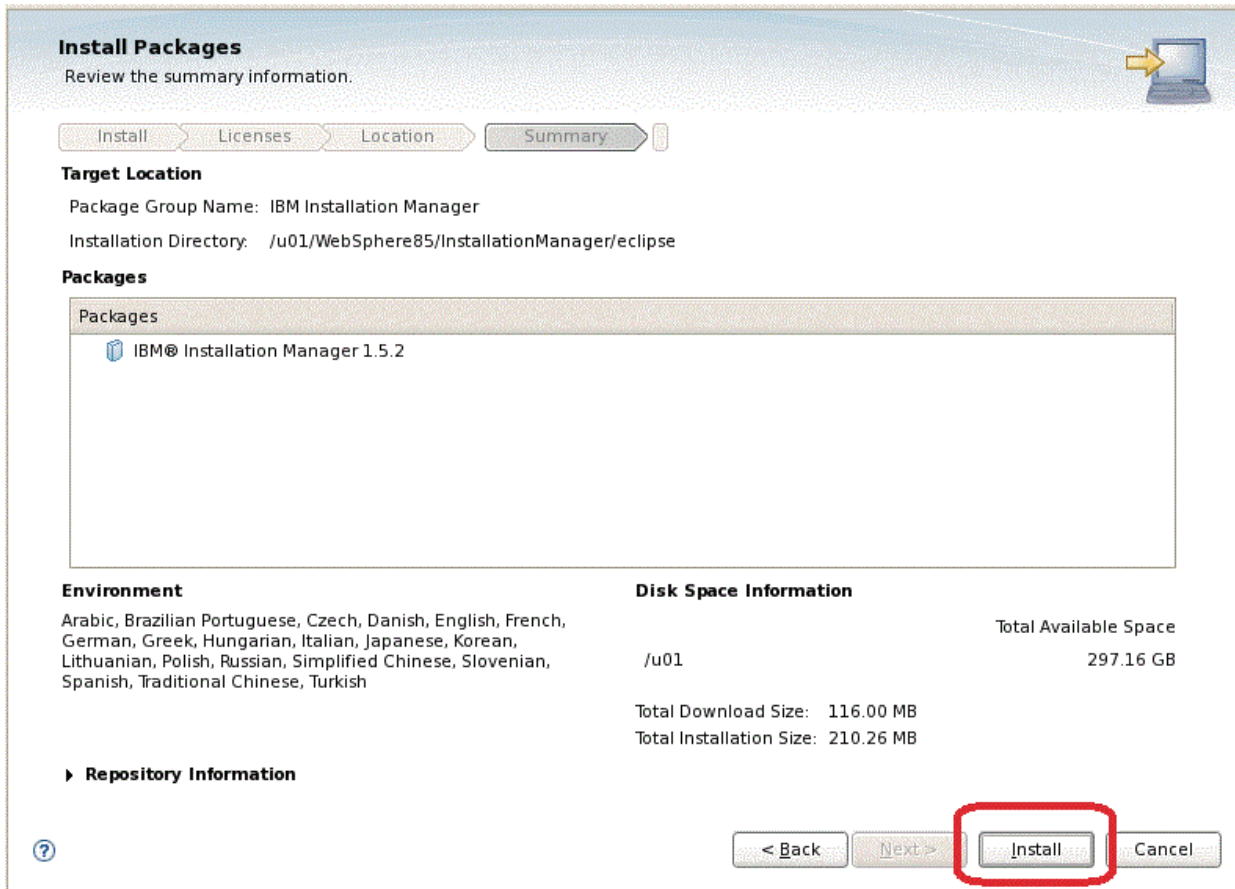 Install Packages
Review the summary information.
Install Licenses Location Summary
Target Location
Package Group Name: IBM Installation Manager
Installation Directory: /u01/WebSphere85/InstallationManager/eclipse
Packages
Packages
IBM® Installation Manager 1.5.2
Environment
Arabic, Brazilian Portuguese, Czech, Danish, English, French,
German, Greek, Hungarian, Italian, Japanese, Korean,
Lithuanian, Polish, Russian, Simplified Chinese, Slovenian,
Spanish, Traditional Chinese, Turkish
Disk Space Information
Total Available Space
/u01 297.16 GB
Total Download Size: 116.00 MB
Total Installation Size: 210.26 MB
Repository Information
? < Back Next > Install Cancel